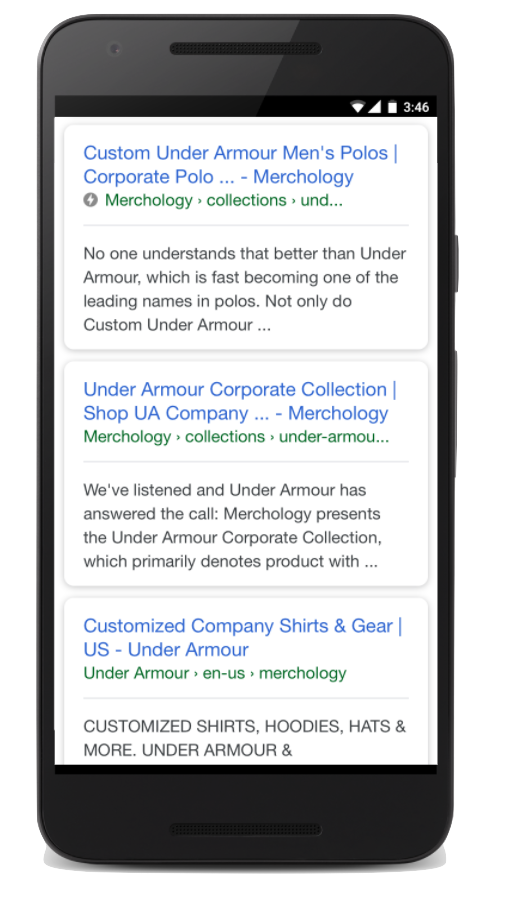 3:46
Custom Under Armour Men's Polos |
Corporate Polo ... - Merchology
Merchology › collections › und...
No one understands that better than Under
Armour, which is fast becoming one of the
leading names in polos. Not only do
Custom Under Armour ...
Under Armour Corporate Collection |
Shop UA Company ... - Merchology
Merchology › collections › under-armou...
We've listened and Under Armour has
answered the call: Merchology presents
the Under Armour Corporate Collection,
which primarily denotes product with ...
Customized Company Shirts & Gear |
US - Under Armour
Under Armour › en-us › merchology
CUSTOMIZED SHIRTS, HOODIES, HATS &
MORE. UNDER ARMOUR &